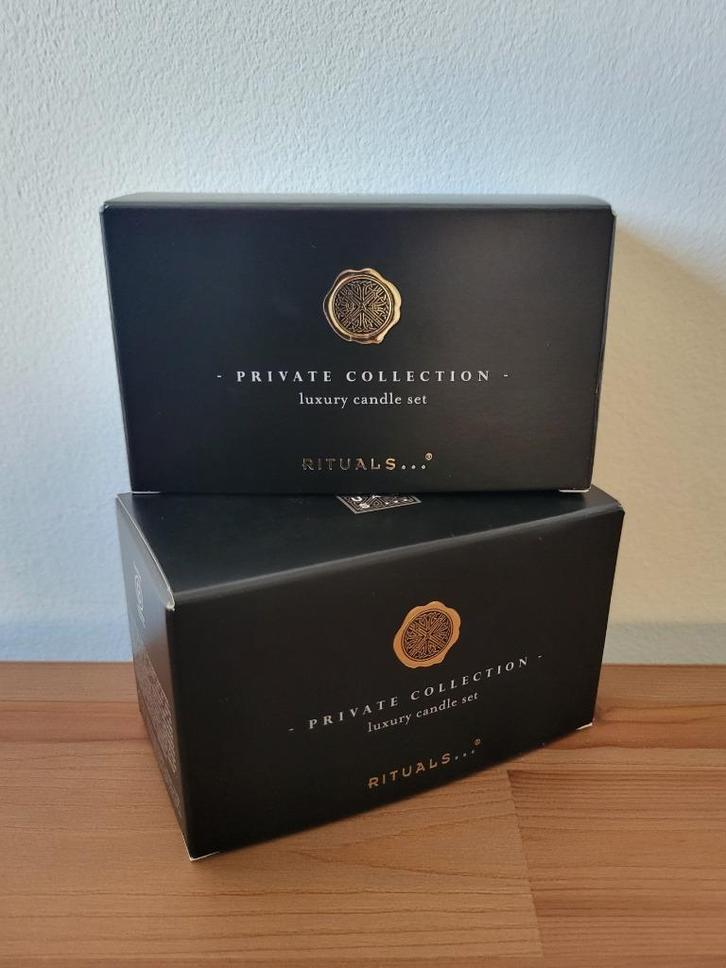 - PRIVATE COLLECTION -
luxury candle set
RITUALS...®
- PRIVATE COLLECTION -
luxury candle set
RITUALS...®